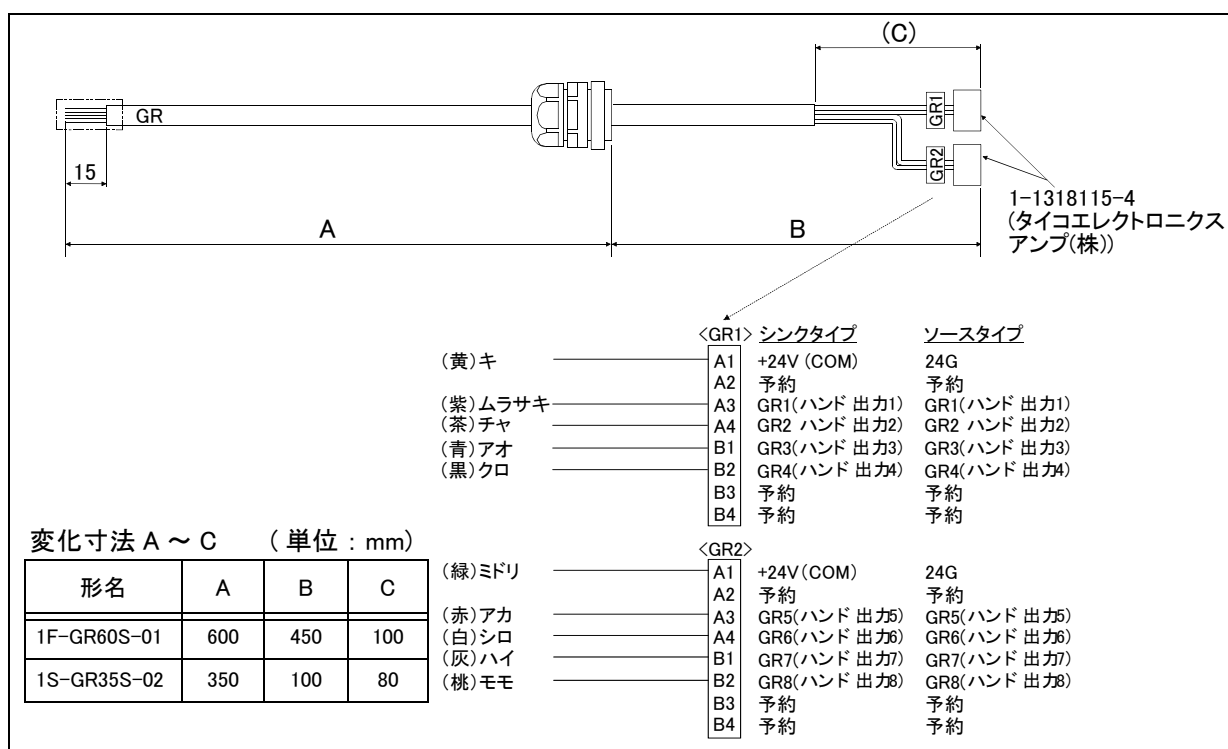 (C)
GR
GR1
GR2
15
A
B
1-1318115-4
(タイコエレクトロニクス
アンプ(株))
<GR1> シンクタイプ ソースタイプ
(黄)キ A1 +24V (COM) 24G
A2 予約 予約
(紫)ムラサキ A3 GR1(ハンド 出力1) GR1(ハンド 出力1)
(茶)チャ A4 GR2 ハンド 出力2) GR2 ハンド 出力2)
(青)アオ B1 GR3(ハンド 出力3) GR3(ハンド 出力3)
(黒)クロ B2 GR4(ハンド 出力4) GR4(ハンド 出力4)
B3 予約 予約
B4 予約 予約
<GR2>
(緑)ミドリ A1 +24V(COM) 24G
A2 予約 予約
(赤)アカ A3 GR5(ハンド 出力5) GR5(ハンド 出力5)
(白)シロ A4 GR6(ハンド 出力6) GR6(ハンド 出力6)
(灰)ハイ B1 GR7(ハンド 出力7) GR7(ハンド 出力7)
(桃)モモ B2 GR8(ハンド 出力8) GR8(ハンド 出力8)
B3 予約 予約
B4 予約 予約
変化寸法 A ~ C (単位:mm)
形名 A B C
1F-GR60S-01 600 450 100
1S-GR35S-02 350 100 80